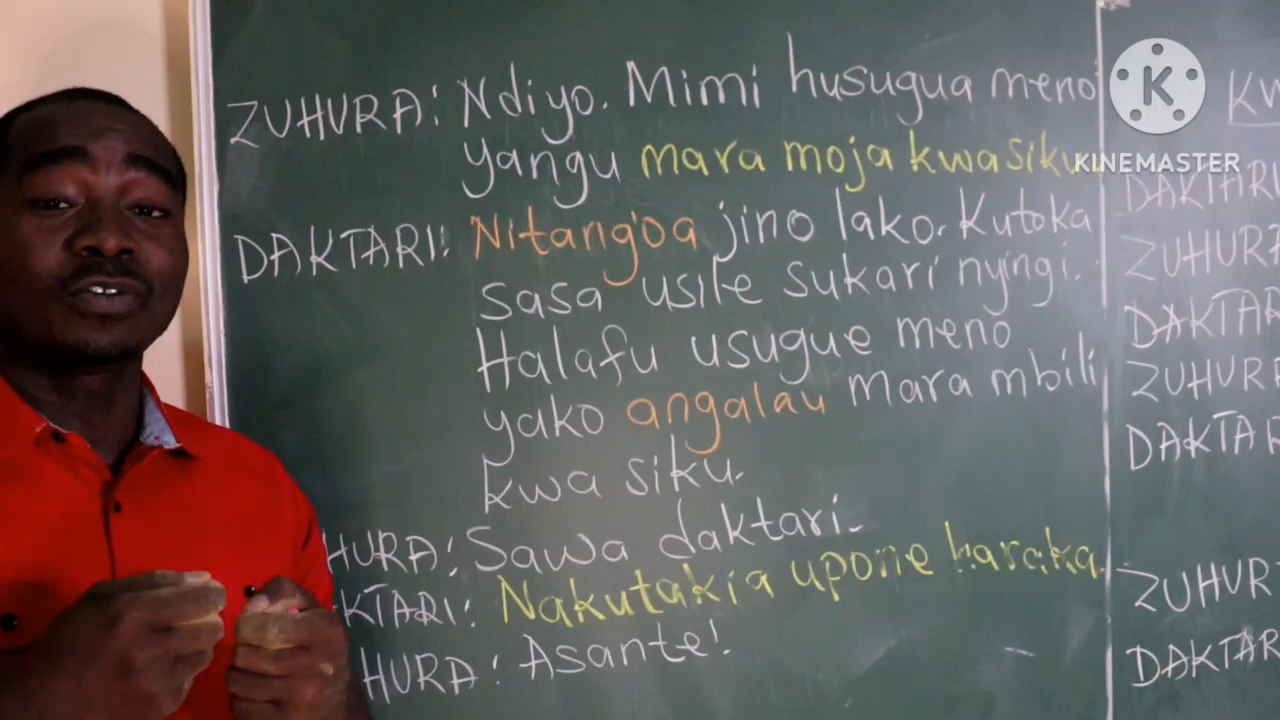 ZUHURA: Ndiyo. Mimi husugua meno
yangu mara moja kwa siku
DAKTARI: Nitang'oa jino lako. Kutoka
sasa usile sukari nyingi.
Halafu usugue meno
yako angalau mara mbili
kwa siku.
HURA: Sawa daktari.
KTARI: Nakutakia upone haraka.
HURA: Asante!
KINEMASTER
KW
DAKTARI
ZUHURA
DAKTAR
ZUHUR
DAKTAR
ZUHUR
DAKTAR